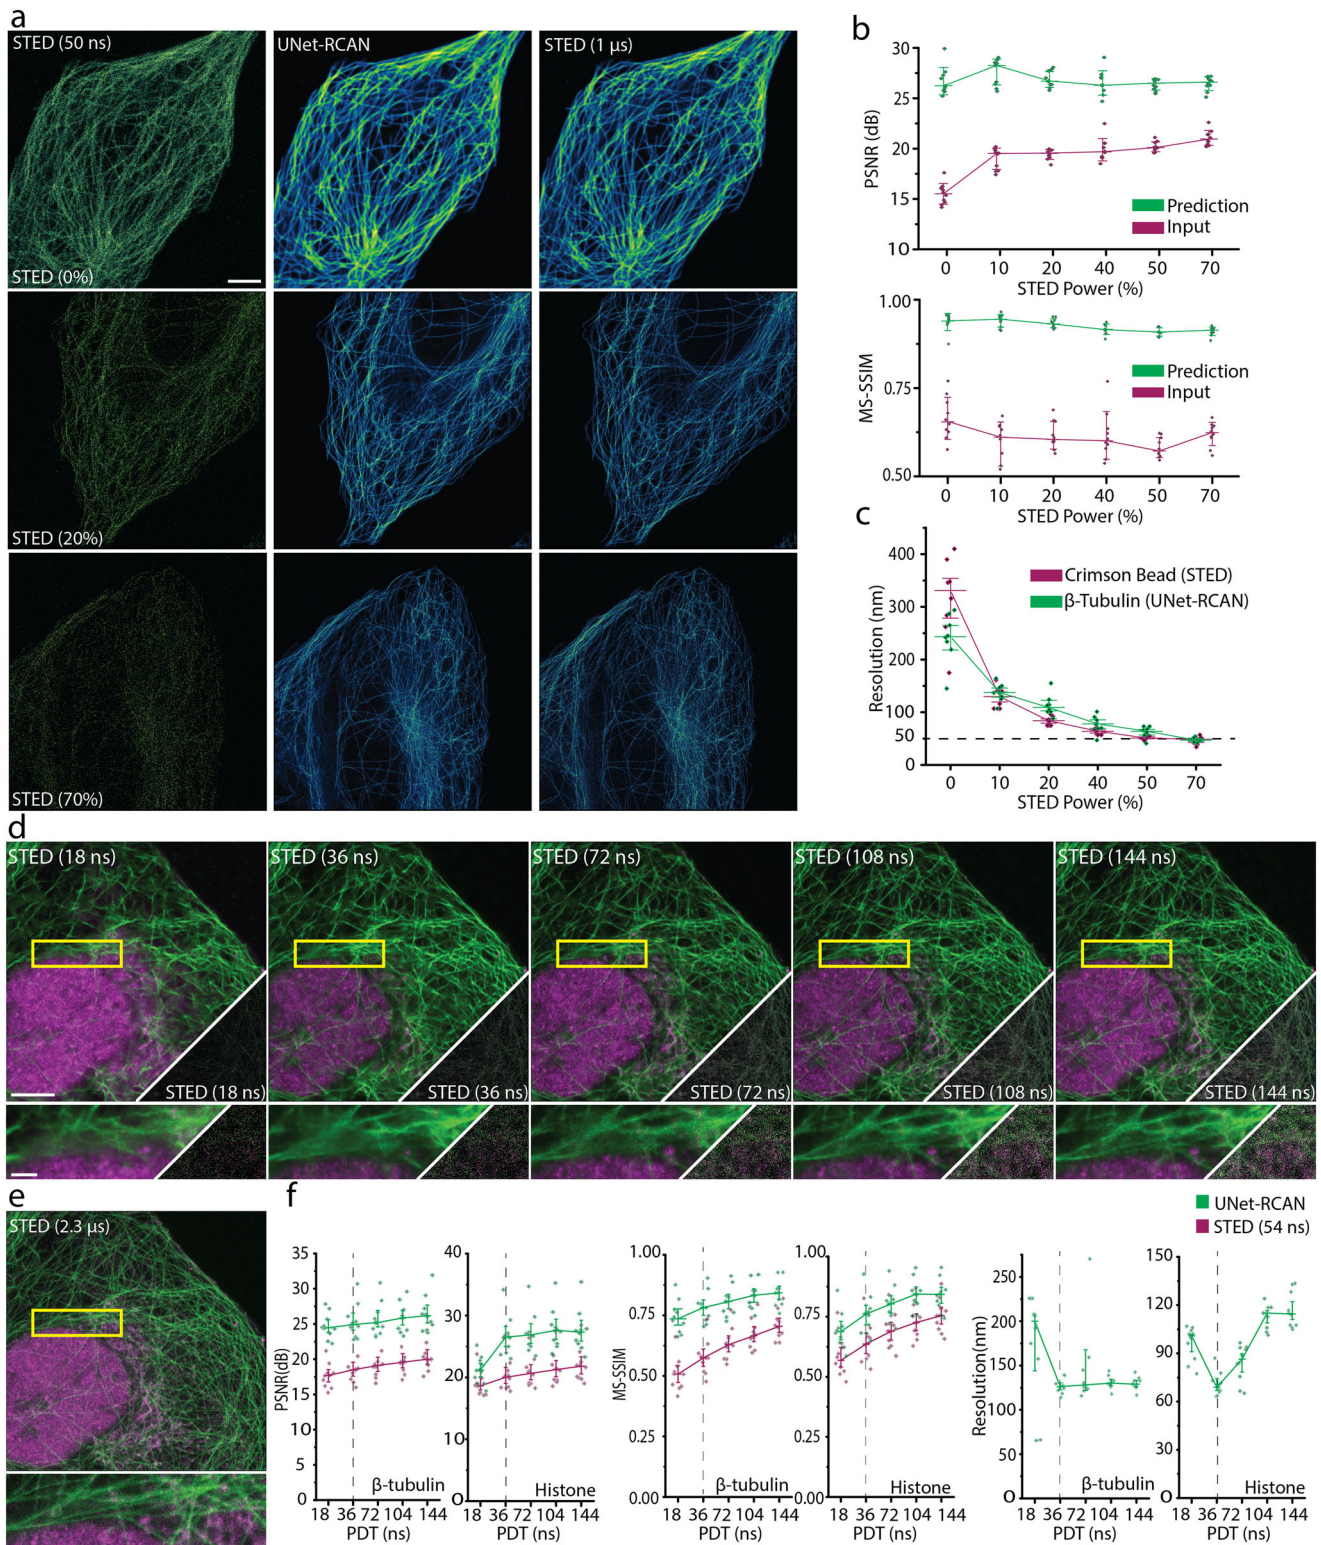 a
STED (50 ns)
UNet-RCAN
STED (1 µs)
STED (0%)
STED (20%)
STED (70%)
b
30
25
20
15
10
PSNR (dB)
Prediction
Input
0 10 20 40 50 70
STED Power (%)
1.00
0.75
0.50
MS-SSIM
Prediction
Input
0 10 20 40 50 70
STED Power (%)
c
400
300
200
100
50
0
Resolution (nm)
Crimson Bead (STED)
β-Tubulin (UNet-RCAN)
0 10 20 40 50 70
STED Power (%)
d
STED (18 ns)
STED (36 ns)
STED (72 ns)
STED (108 ns)
STED (144 ns)
STED (18 ns)
STED (36 ns)
STED (72 ns)
STED (108 ns)
STED (144 ns)
e
STED (2.3 µs)
f
UNet-RCAN
STED (54 ns)
35
30
25
20
15
10
5
0
PSNR(dB)
β-tubulin
18 36 72 104 144
PDT (ns)
40
30
20
10
0
Histone
18 36 72 104 144
PDT (ns)
1.00
0.75
0.50
0.25
0.00
MS-SSIM
β-tubulin
18 36 72 104 144
PDT (ns)
1.00
0.75
0.50
0.25
0.00
Histone
18 36 72 104 144
PDT (ns)
250
200
150
100
50
0
Resolution(nm)
β-tubulin
18 36 72 104 144
PDT (ns)
150
120
90
60
30
0
Histone
18 36 72 104 144
PDT (ns)